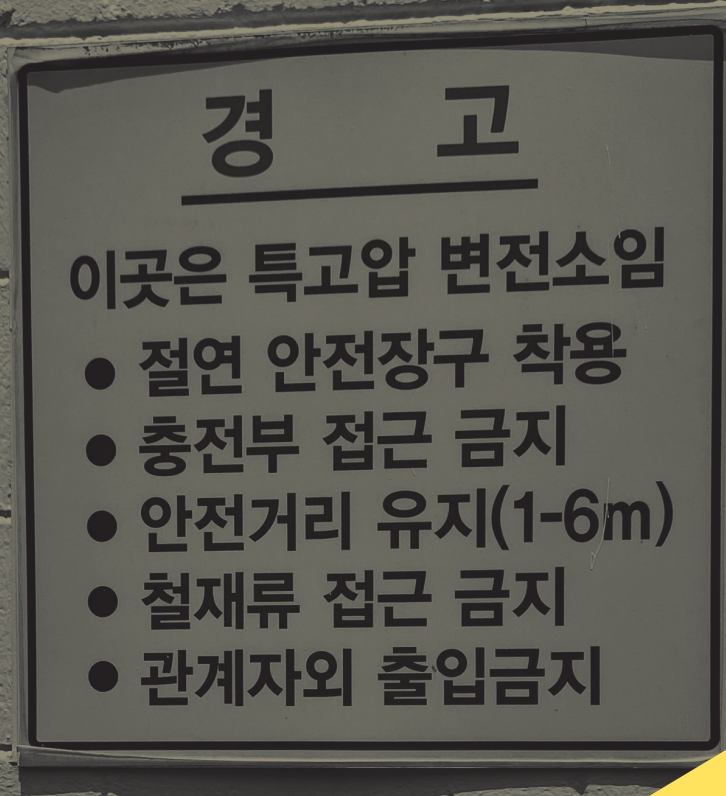 경 고
이곳은 특고압 변전소임
● 절연 안전장구 착용
● 충전부 접근 금지
● 안전거리 유지(1-6m)
● 철재류 접근 금지
● 관계자외 출입금지